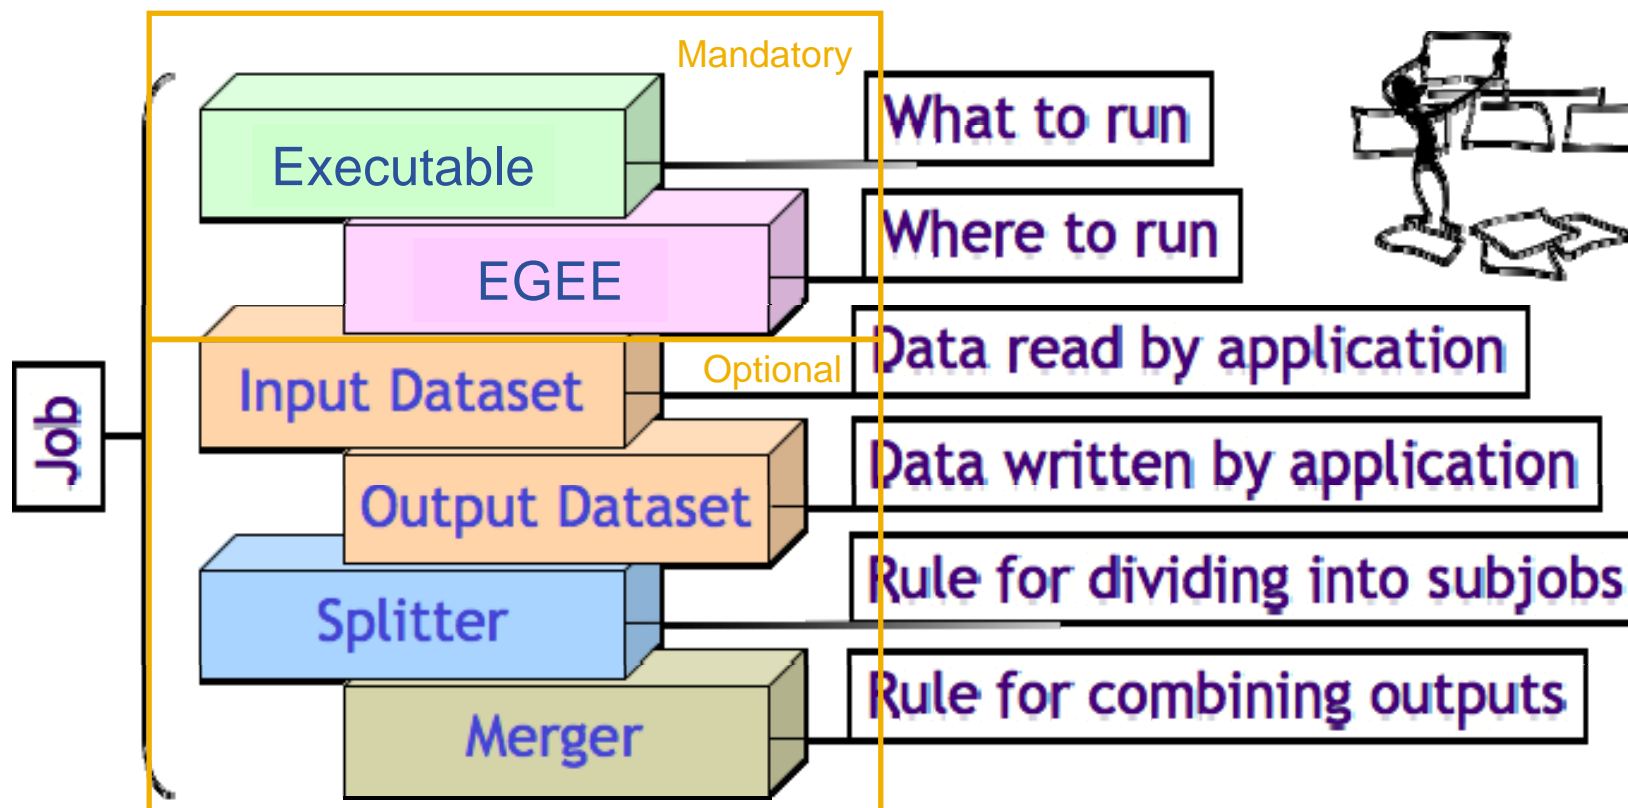 Mandatory
Executable
What to run
EGEE
Where to run
Optional
Input Dataset
Data read by application
Job
Output Dataset
Data written by application
Splitter
Rule for dividing into subjobs
Merger
Rule for combining outputs